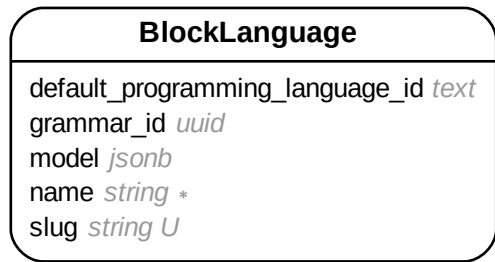 BlockLanguage
default_programming_language_id text
grammar_id uuid
model jsonb
name string *
slug string U